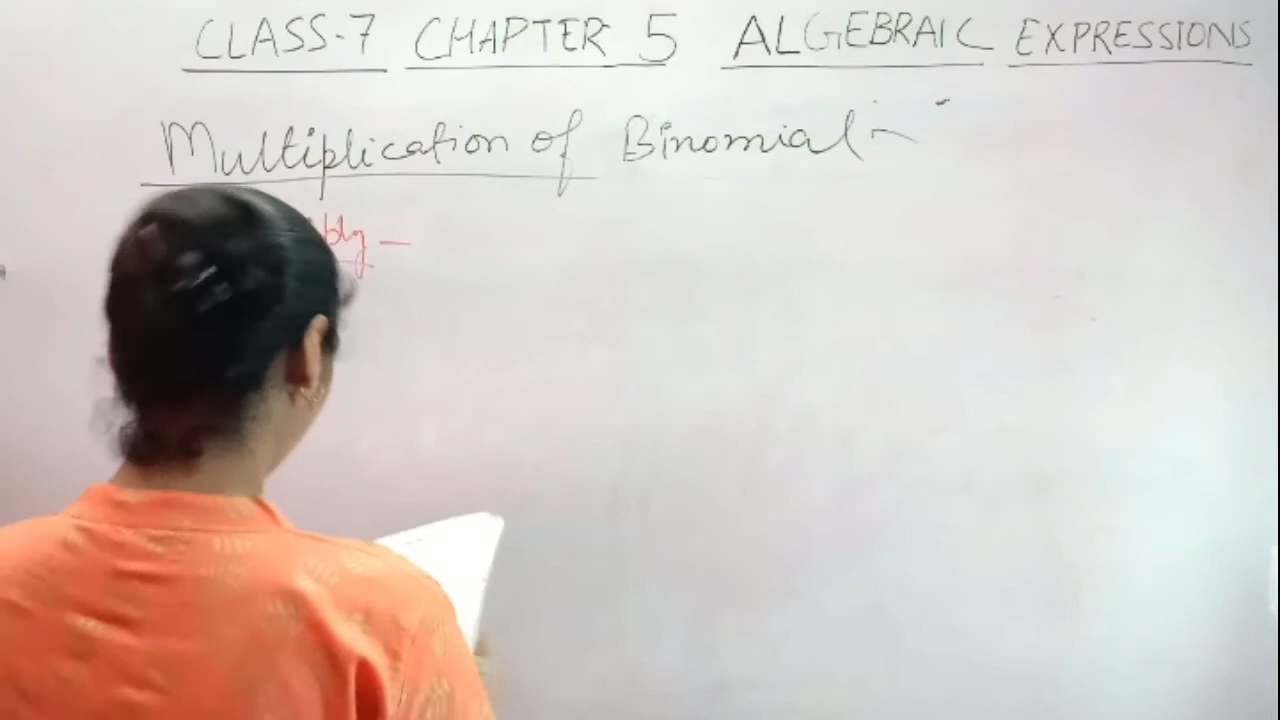 CLASS-7 CHAPTER 5 ALGEBRAIC EXPRESSIONS
Multiplication of Binomial -